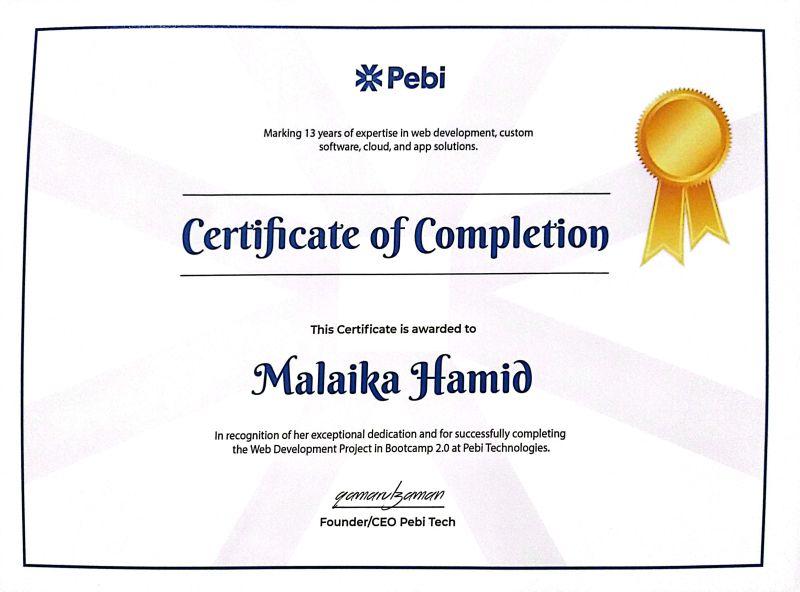 Pebi
Marking 13 years of expertise in web development, custom
software, cloud, and app solutions.
Certificate of Completion
This Certificate is awarded to
Malaika Hamid
In recognition of her exceptional dedication and for successfully completing
the Web Development Project in Bootcamp 2.0 at Pebi Technologies.
qamarulzaman
Founder/CEO Pebi Tech